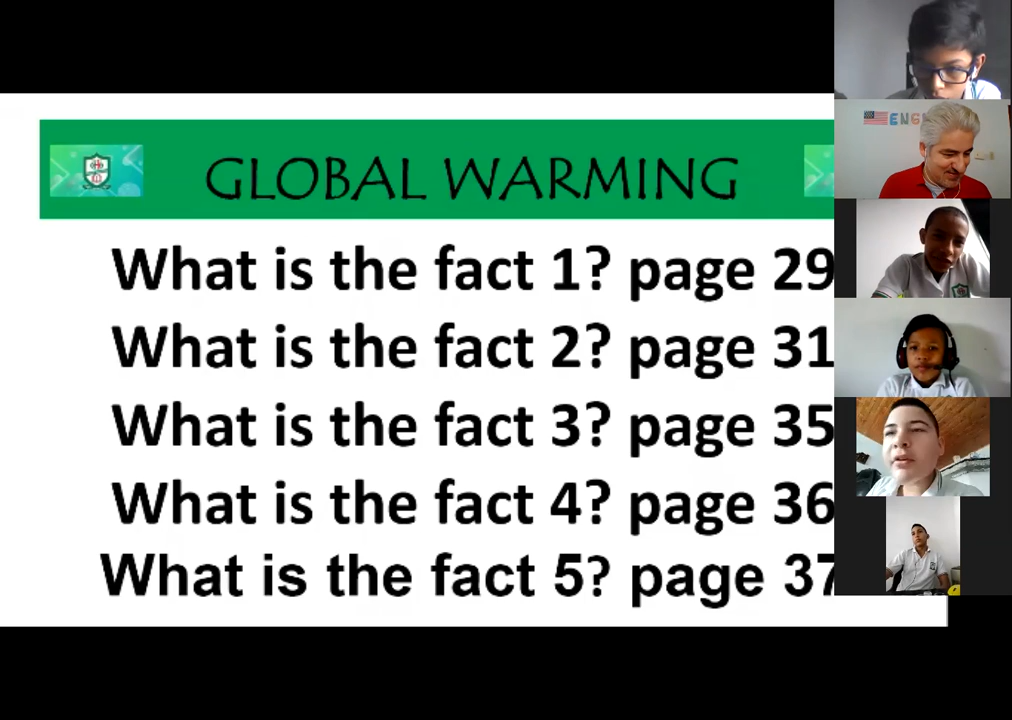 GLOBAL WARMING
What is the fact 1? page 29
What is the fact 2? page 31
What is the fact 3? page 35
What is the fact 4? page 36
What is the fact 5? page 37